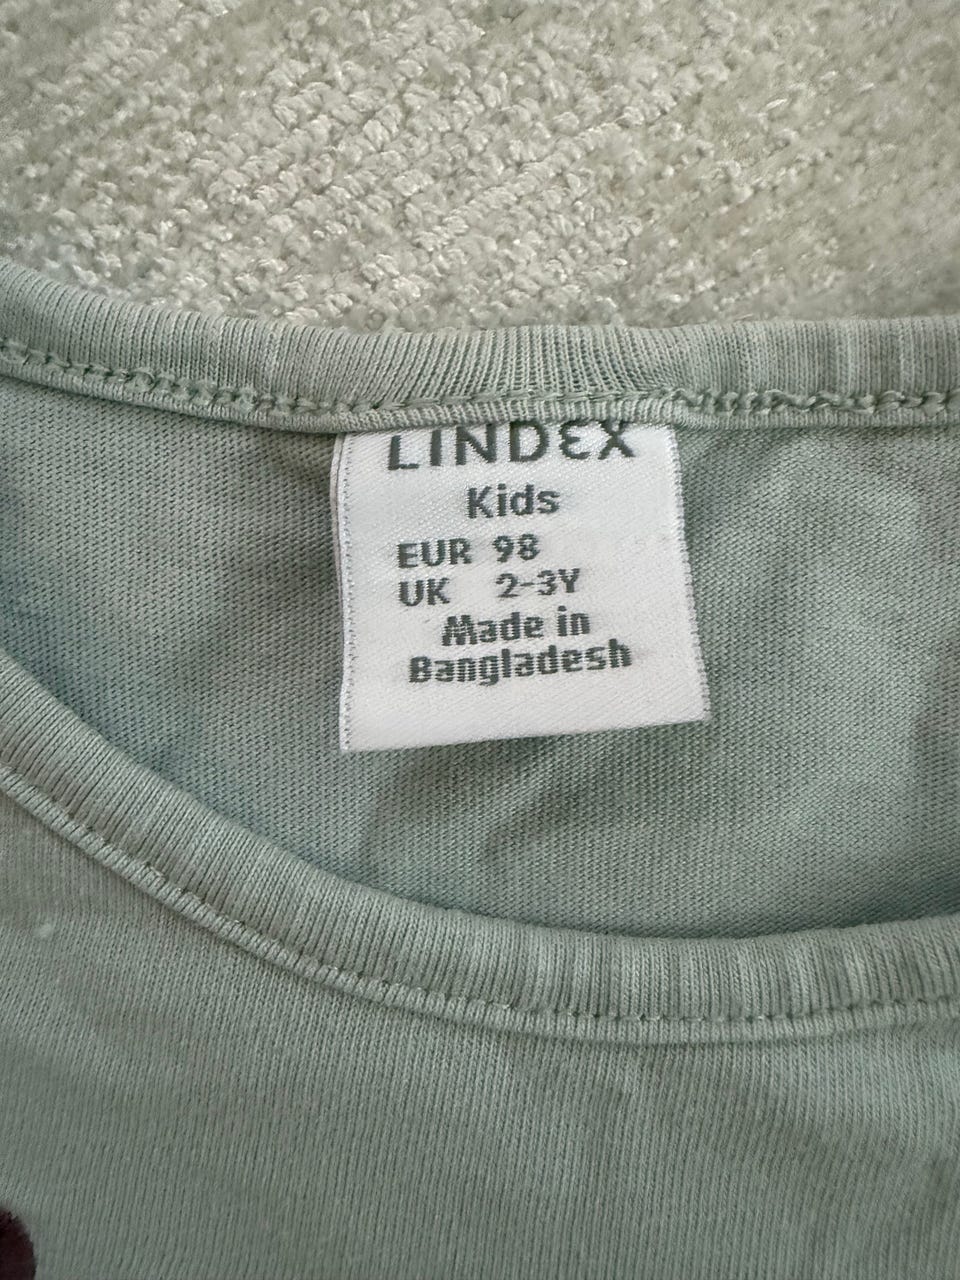 LINDEX
Kids
EUR 98
UK 2-3Y
Made in
Bangladesh